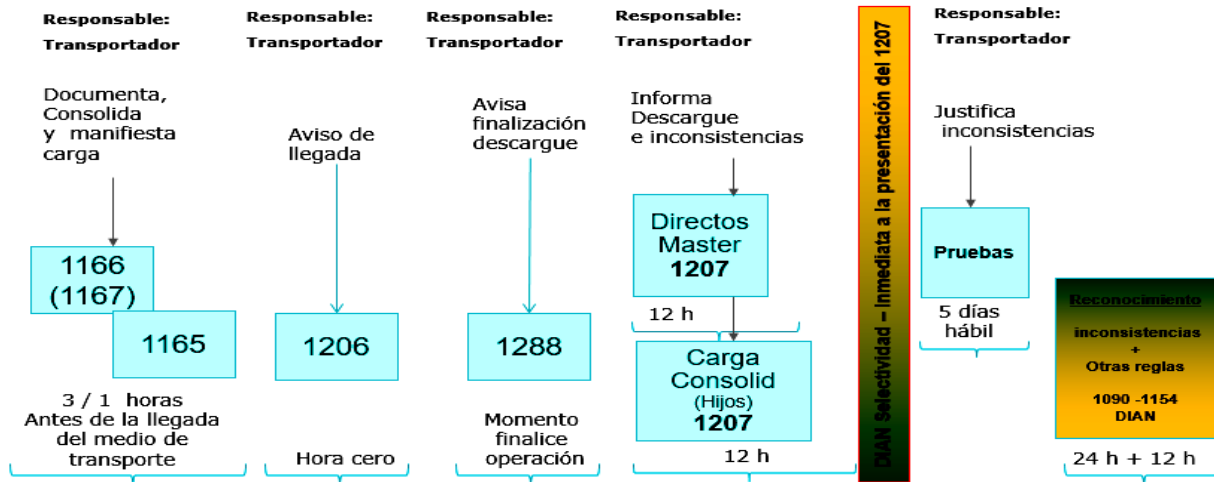 Responsable:
Transportador
Documenta,
Consolida
y manifiesta
carga
1166
(1167)
1165
3 / 1 horas
Antes de la llegada
del medio de
transporte
Responsable:
Transportador
Aviso de
llegada
1206
Hora cero
Responsable:
Transportador
Avisa
finalización
descargue
1288
Momento
finalice
operación
Responsable:
Transportador
Informa
Descargue
e inconsistencias
Directos
Master
1207
12 h
Carga
Consolid
(Hijos)
1207
12 h
DIAN Selectividad – Inmediata a la presentación del 1207
Responsable:
Transportador
Justifica
inconsistencias
Pruebas
5 días
hábil
Reconocimiento
inconsistencias
+
Otras reglas
1090 -1154
DIAN
24 h + 12 h